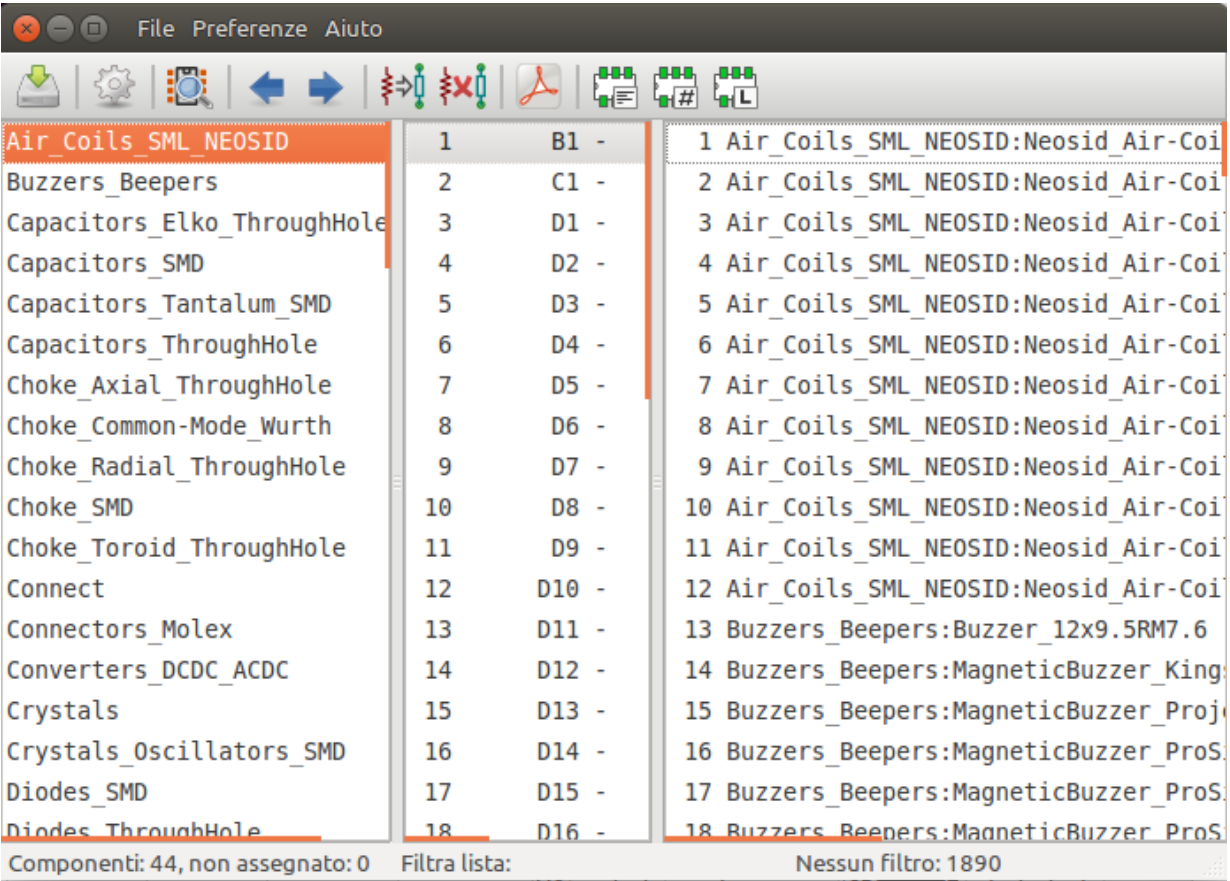 File Preferenze Aiuto
Air_Coils_SML_NEOSID
Buzzers_Beepers
Capacitors_Elko_ThroughHole
Capacitors_SMD
Capacitors_Tantalum_SMD
Capacitors_ThroughHole
Choke_Axial_ThroughHole
Choke_Common-Mode_Wurth
Choke_Radial_ThroughHole
Choke_SMD
Choke_Toroid_ThroughHole
Connect
Connectors_Molex
Converters_DCDC_ACDC
Crystals
Crystals_Oscillators_SMD
Diodes_SMD
Diodes_ThroughHole
1 B1 -
2 C1 -
3 D1 -
4 D2 -
5 D3 -
6 D4 -
7 D5 -
8 D6 -
9 D7 -
10 D8 -
11 D9 -
12 D10 -
13 D11 -
14 D12 -
15 D13 -
16 D14 -
17 D15 -
18 D16 -
1 Air_Coils_SML_NEOSID:Neosid_Air-Coi
2 Air_Coils_SML_NEOSID:Neosid_Air-Coi
3 Air_Coils_SML_NEOSID:Neosid_Air-Coi
4 Air_Coils_SML_NEOSID:Neosid_Air-Coi
5 Air_Coils_SML_NEOSID:Neosid_Air-Coi
6 Air_Coils_SML_NEOSID:Neosid_Air-Coi
7 Air_Coils_SML_NEOSID:Neosid_Air-Coi
8 Air_Coils_SML_NEOSID:Neosid_Air-Coi
9 Air_Coils_SML_NEOSID:Neosid_Air-Coi
10 Air_Coils_SML_NEOSID:Neosid_Air-Coi
11 Air_Coils_SML_NEOSID:Neosid_Air-Coi
12 Air_Coils_SML_NEOSID:Neosid_Air-Coi
13 Buzzers_Beepers:Buzzer_12x9.5RM7.6
14 Buzzers_Beepers:MagneticBuzzer_King
15 Buzzers_Beepers:MagneticBuzzer_Proj
16 Buzzers_Beepers:MagneticBuzzer_ProS
17 Buzzers_Beepers:MagneticBuzzer_ProS
18 Buzzers_Beepers:MagneticBuzzer_ProS
Componenti: 44, non assegnato: 0 Filtra lista: Nessun filtro: 1890